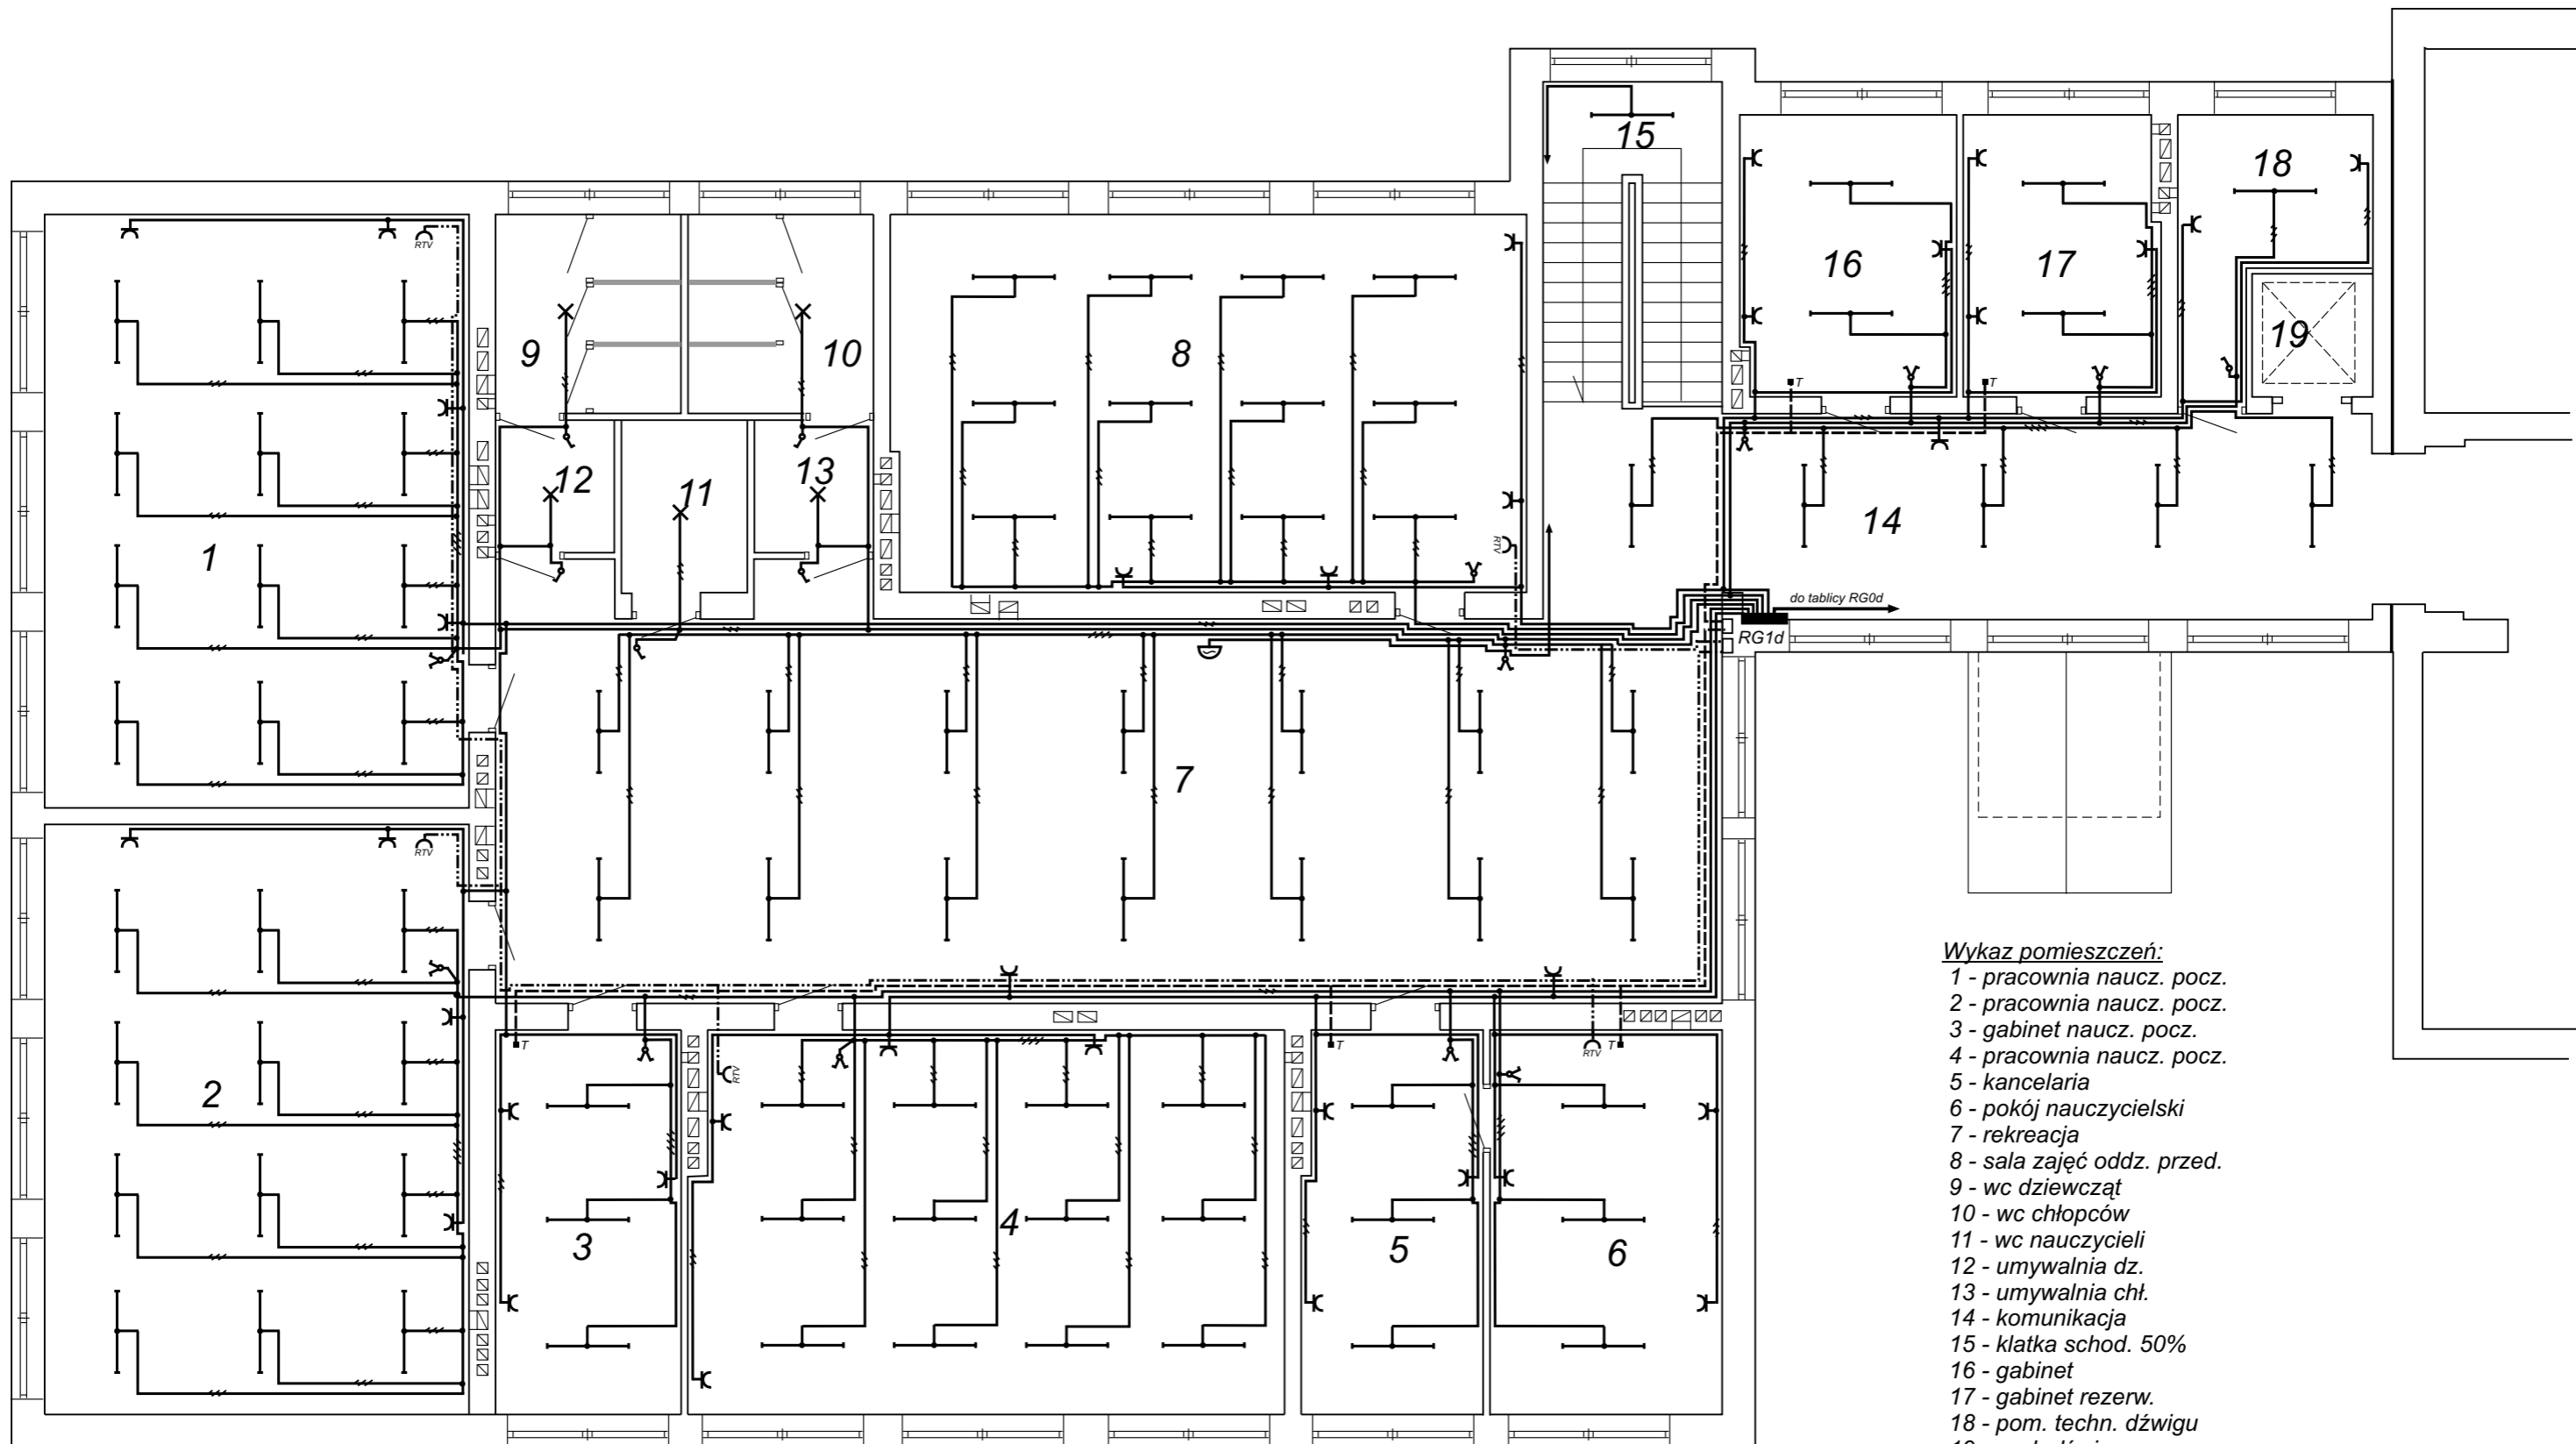 15
18
RTV
16
17
19
9
10
8
T
T
12
11
13
14
1
RTV
do tablicy RG0d
RG1d
7
RTV
Wykaz pomieszczeń:
1 - pracownia naucz. pocz.
2 - pracownia naucz. pocz.
3 - gabinet naucz. pocz.
4 - pracownia naucz. pocz.
5 - kancelaria
6 - pokój nauczycielski
7 - rekreacja
8 - sala zajęć oddz. przed.
9 - wc dziewcząt
10 - wc chłopców
11 - wc nauczycieli
12 - umywalnia dz.
13 - umywalnia chł.
14 - komunikacja
15 - klatka schod. 50%
16 - gabinet
17 - gabinet rezerw.
18 - pom. techn. dźwigu
T
RTV
T
RTV
T
2
3
4
5
6